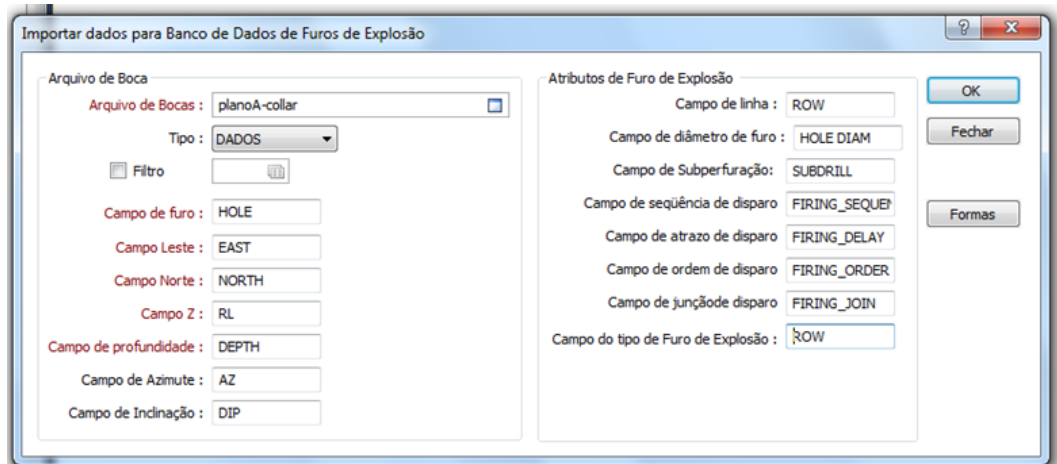 Importar dados para Banco de Dados de Furos de Explosão
Arquivo de Boca
Arquivo de Bocas : planoA-collar
Tipo : DADOS
Filtro
Campo de furo : HOLE
Campo Leste : EAST
Campo Norte : NORTH
Campo Z : RL
Campo de profundidade : DEPTH
Campo de Azimute : AZ
Campo de Inclinação : DIP
Atributos de Furo de Explosão
Campo de linha : ROW
Campo de diâmetro de furo : HOLE DIAM
Campo de Subperfuração: SUBDRILL
Campo de seqüência de disparo FIRING_SEQUEN
Campo de atrazo de disparo FIRING_DELAY
Campo de ordem de disparo FIRING_ORDER
Campo de junçãode disparo FIRING_JOIN
Campo do tipo de Furo de Explosão : ROW
OK
Fechar
Formas